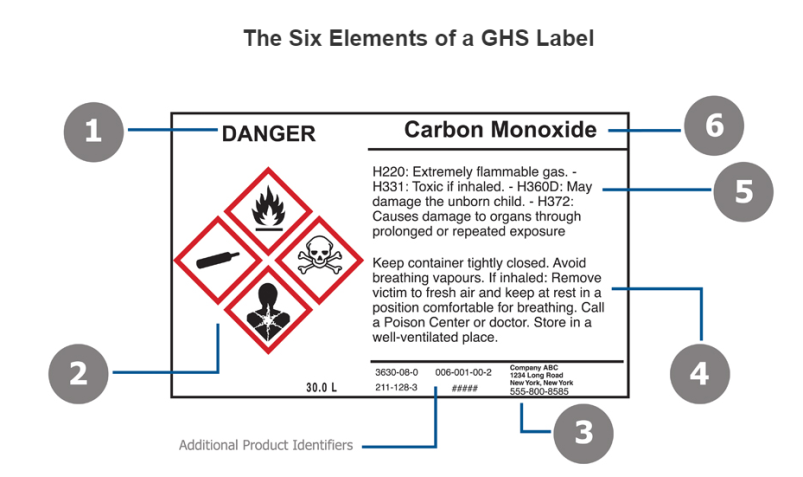 The Six Elements of a GHS Label
1
DANGER
Carbon Monoxide
6
H220: Extremely flammable gas. -
H331: Toxic if inhaled. - H360D: May
damage the unborn child. - H372:
Causes damage to organs through
prolonged or repeated exposure
5
Keep container tightly closed. Avoid
breathing vapours. If inhaled: Remove
victim to fresh air and keep at rest in a
position comfortable for breathing. Call
a Poison Center or doctor. Store in a
well-ventilated place.
4
2
30.0 L
3630-08-0 006-001-00-2
211-128-3 #####
Company ABC
1234 Long Road
New York, New York
555-800-8585
3
Additional Product Identifiers